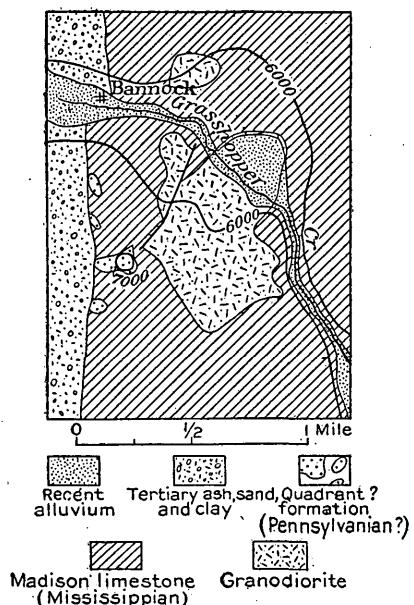 6000
Bannock
Grasshopper
6000
7000
Cr.
0 1/2 1 Mile
Recent alluvium
Tertiary ash, sand, and clay
Quadrant? formation (Pennsylvanian?)
Madison limestone (Mississippian)
Granodiorite